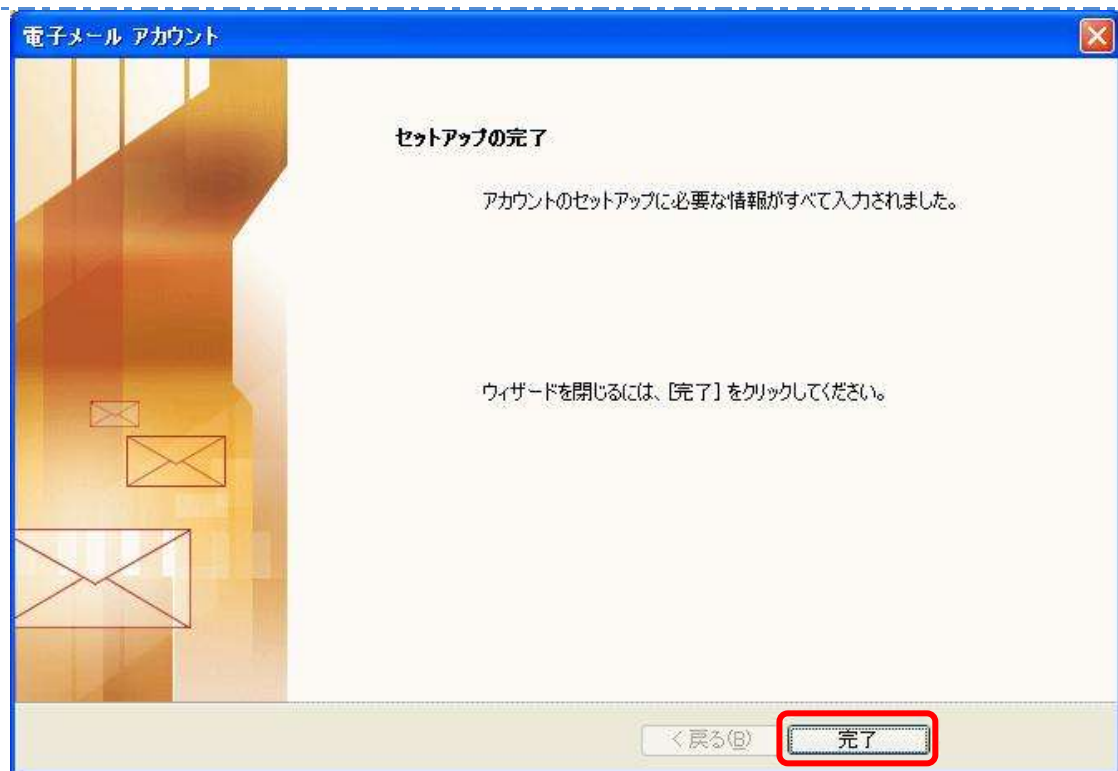 電子メール アカウント
セットアップの完了
アカウントのセットアップに必要な情報がすべて入力されました。
ウィザードを閉じるには、[完了] をクリックしてください。
< 戻る(B)
完了